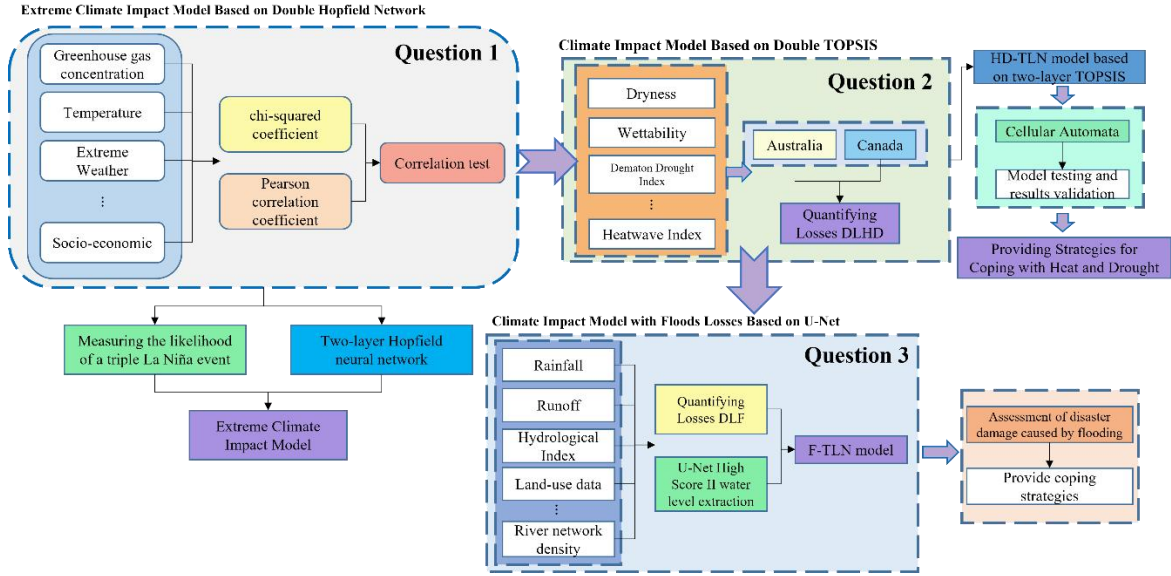 Extreme Climate Impact Model Based on Double Hopfield Network
Question 1
Greenhouse gas
concentration
Temperature
Extreme
Weather
⋮
Socio-economic
chi-squared
coefficient
Pearson
correlation
coefficient
Correlation test
Measuring the likelihood
of a triple La Niña event
Two-layer Hopfield
neural network
Extreme Climate
Impact Model
Climate Impact Model Based on Double TOPSIS
Question 2
Dryness
Wettability
Dematon Drought
Index
⋮
Heatwave Index
Australia
Canada
Quantifying
Losses DLHD
HD-TLN model based
on two-layer TOPSIS
Cellular Automata
Model testing and
results validation
Providing Strategies for
Coping with Heat and Drought
Climate Impact Model with Floods Losses Based on U-Net
Question 3
Rainfall
Runoff
Hydrological
Index
Land-use data
⋮
River network
density
Quantifying
Losses DLF
U-Net High
Score II water
level extraction
F-TLN model
Assessment of disaster
damage caused by flooding
Provide coping
strategies